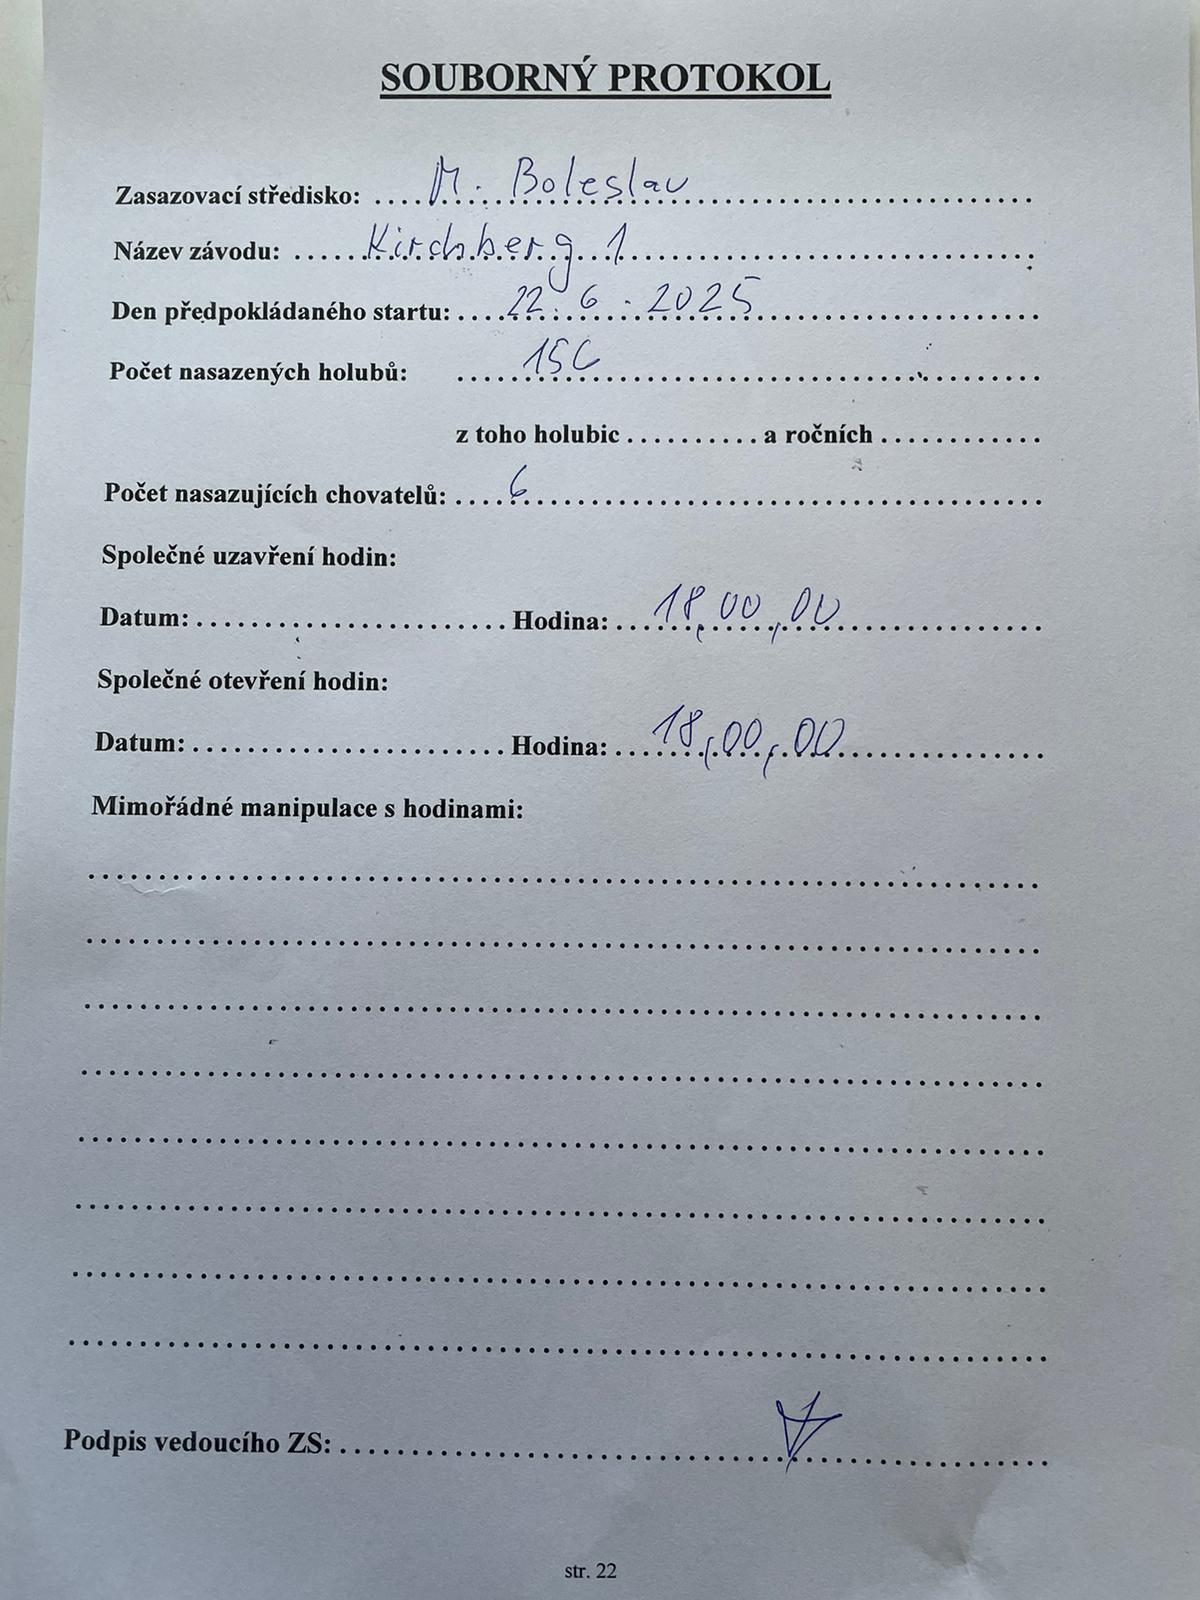 SOUBORNÝ PROTOKOL
Zasazovací středisko: .... M. Boleslav ....
Název závodu: ...... Kirchberg 1 ......
Den předpokládaného startu: .... 22. 6. 2025 ....
Počet nasazených holubů: ...... 156 ......
z toho holubic .......... a ročních ............
Počet nasazujících chovatelů: .... 6 ....
Společné uzavření hodin:
Datum: ...................... Hodina: ... 18,00,00 ...
Společné otevření hodin:
Datum: ...................... Hodina: ... 18,00,00 ...
Mimořádné manipulace s hodinami:
Podpis vedoucího ZS: ......................
str. 22